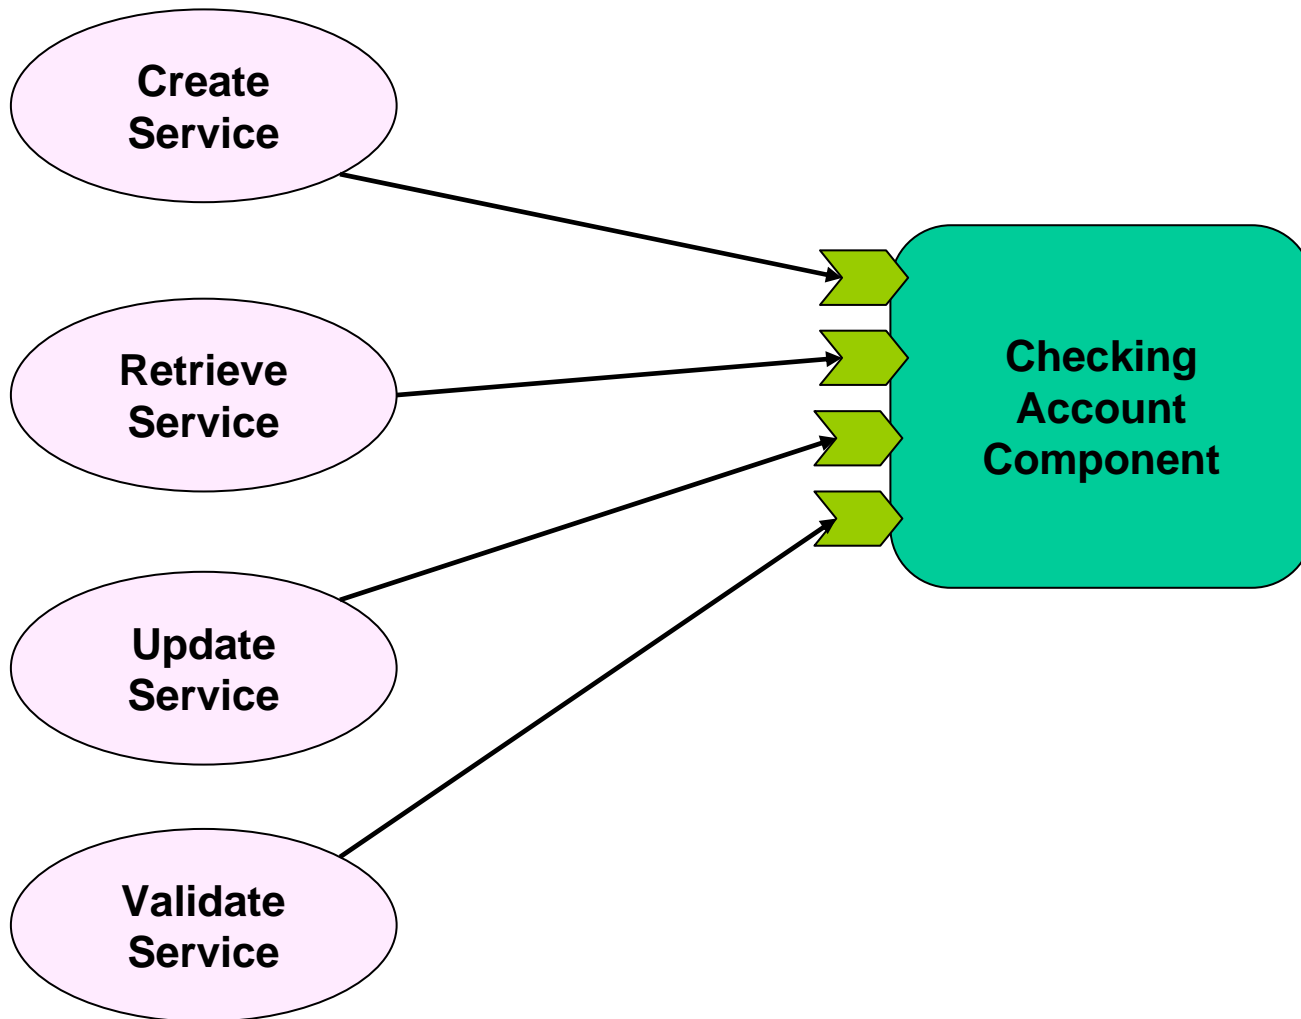 Create
Service
Retrieve
Service
Update
Service
Validate
Service
Checking
Account
Component